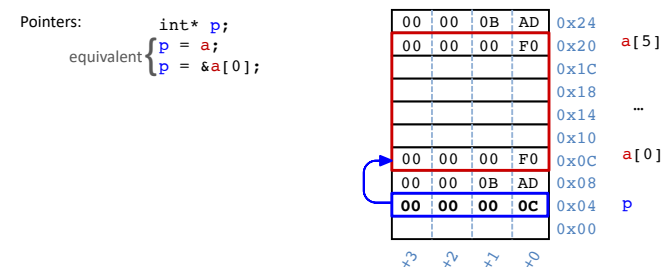 Pointers:
int* p;
equivalent
p = a;
p = &a[0];
00 00 0B AD 0x24
00 00 00 F0 0x20 a[5]
0x1C
0x18
0x14 …
0x10
00 00 00 F0 0x0C a[0]
00 00 0B AD 0x08
00 00 00 0C 0x04 p
0x00
+3 +2 +1 +0